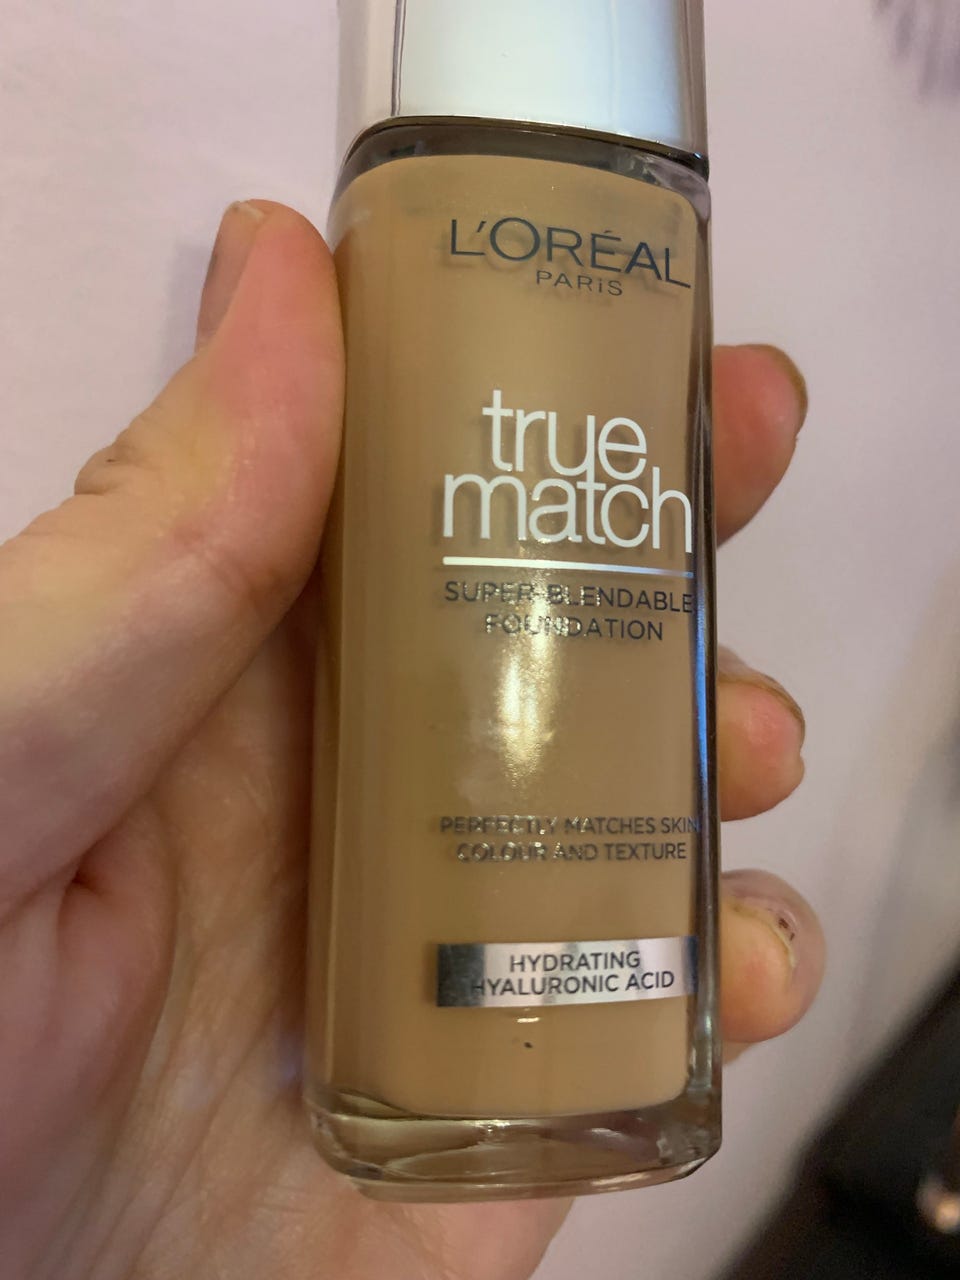 L'ORÉAL
PARIS
true
match
SUPER-BLENDABLE
FOUNDATION
PERFECTLY MATCHES SKIN
COLOUR AND TEXTURE
HYDRATING
HYALURONIC ACID